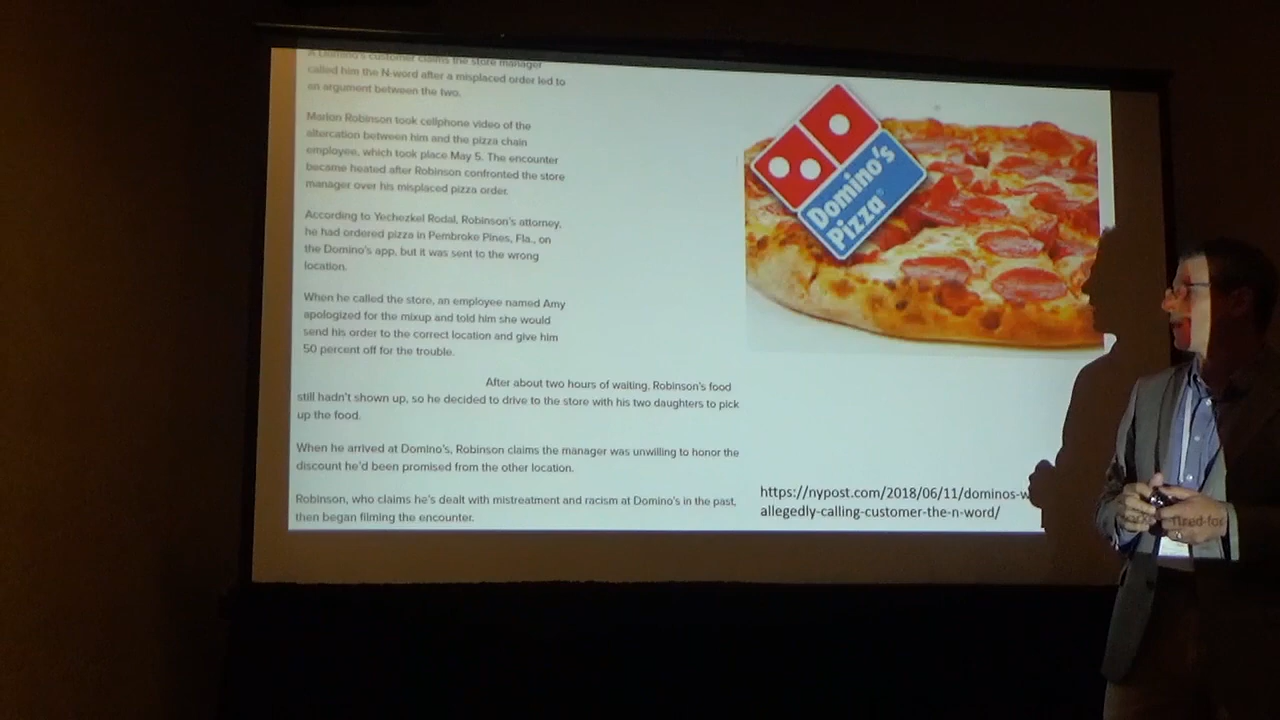 A Domino's customer claims the store manager
called him the N-word after a misplaced order led to
an argument between the two.
Marlon Robinson took cellphone video of the
altercation between him and the pizza chain
employee, which took place May 5. The encounter
became heated after Robinson confronted the store
manager over his misplaced pizza order.
According to Yechezkel Rodal, Robinson's attorney,
he had ordered pizza in Pembroke Pines, Fla., on
the Domino's app, but it was sent to the wrong
location.
When he called the store, an employee named Amy
apologized for the mixup and told him she would
send his order to the correct location and give him
50 percent off for the trouble.
After about two hours of waiting, Robinson's food
still hadn't shown up, so he decided to drive to the store with his two daughters to pick
up the food.
When he arrived at Domino's, Robinson claims the manager was unwilling to honor the
discount he'd been promised from the other location.
Robinson, who claims he's dealt with mistreatment and racism at Domino's in the past,
then began filming the encounter.
Domino's
Pizza
https://nypost.com/2018/06/11/dominos-w
fired-for
allegedly-calling-customer-the-n-word/